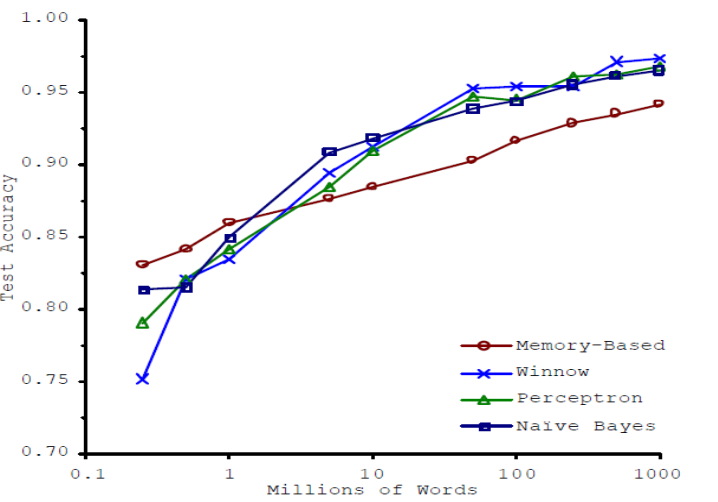 1.00
0.95
0.90
0.85
0.80
0.75
0.70
Test Accuracy
Memory-Based
Winnow
Perceptron
Naïve Bayes
0.1 1 10 100 1000
Millions of Words